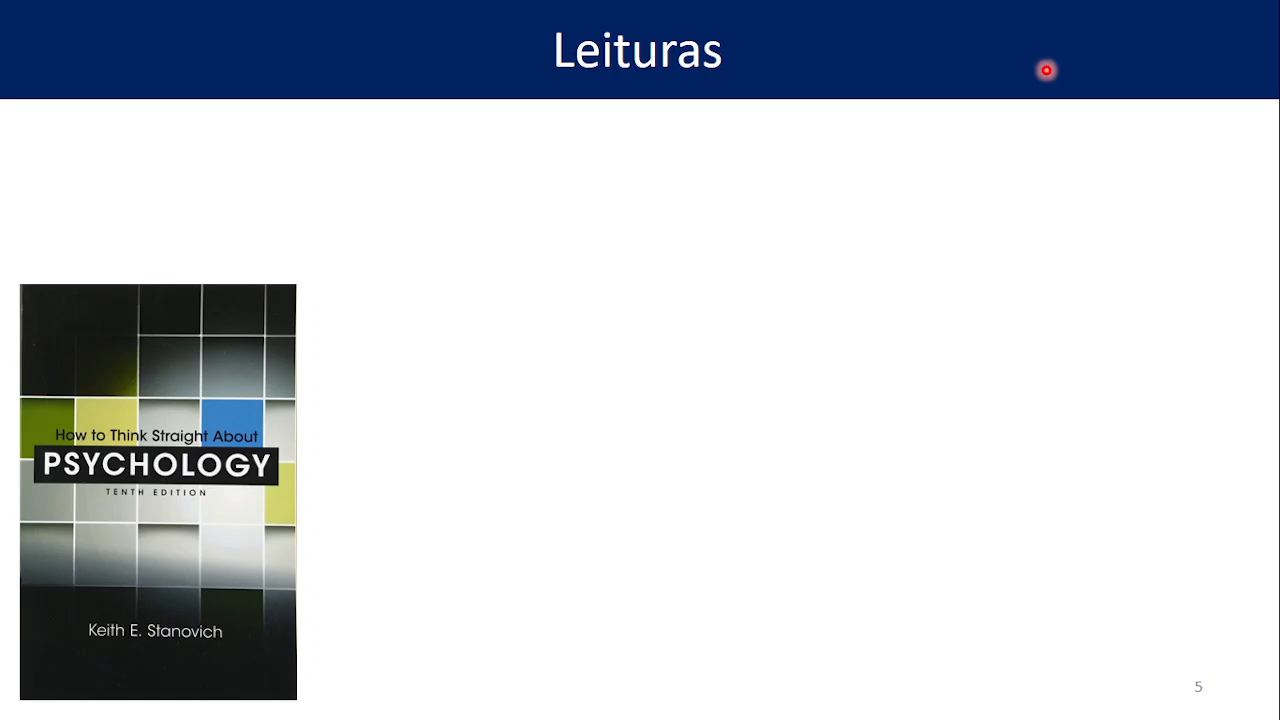 Leituras
How to Think Straight About
PSYCHOLOGY
TENTH EDITION
Keith E. Stanovich
5